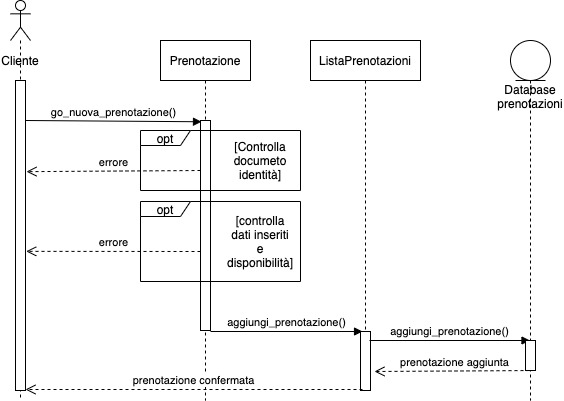 Cliente
Prenotazione
ListaPrenotazioni
Database
prenotazioni
go_nuova_prenotazione()
opt
[Controlla
documeto
identità]
errore
opt
[controlla
dati inseriti
e
disponibilità]
errore
aggiungi_prenotazione()
aggiungi_prenotazione()
prenotazione aggiunta
prenotazione confermata